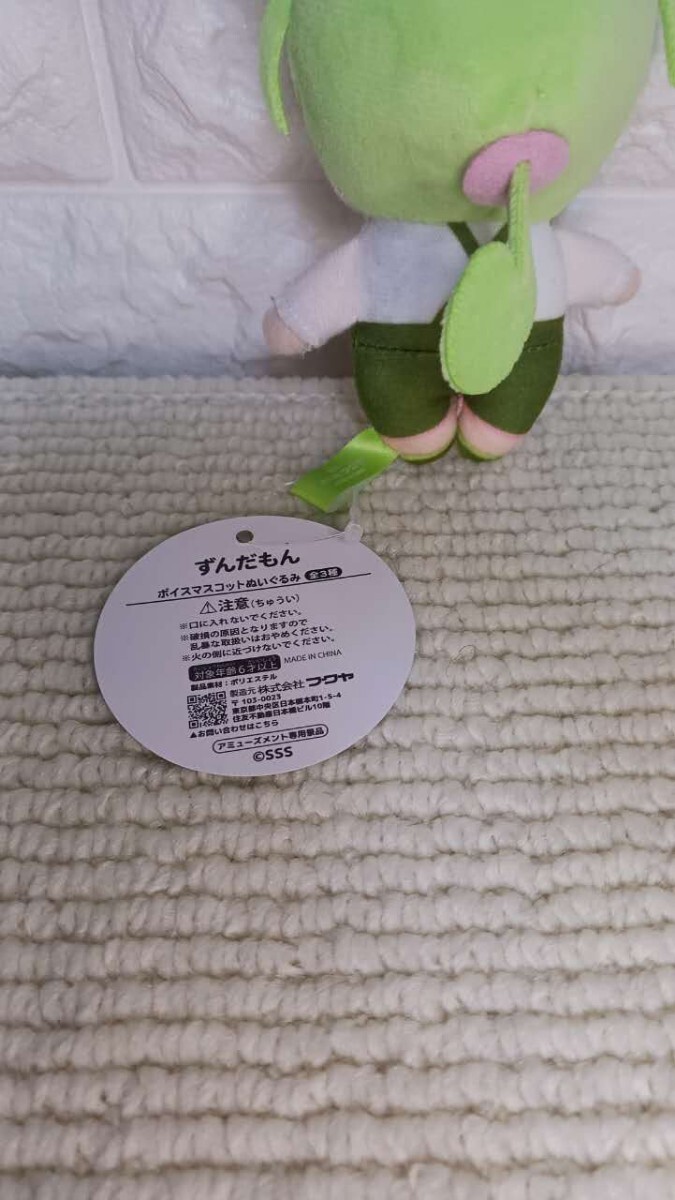 ずんだもん
ボイスマスコットぬいぐるみ 全3種
⚠注意(ちゅうい)
※口に入れないでください。
※破損の原因となりますので
乱暴な取扱いはおやめください。
※火の側に近づけないでください。
対象年齢6才以上 MADE IN CHINA
製品素材:ポリエステル
製造元 株式会社フクヤ
〒103-0023
東京都中央区日本橋本町1-5-4
住友不動産日本橋ビル10階
▲お問い合わせはこちら
アミューズメント専用景品
©SSS